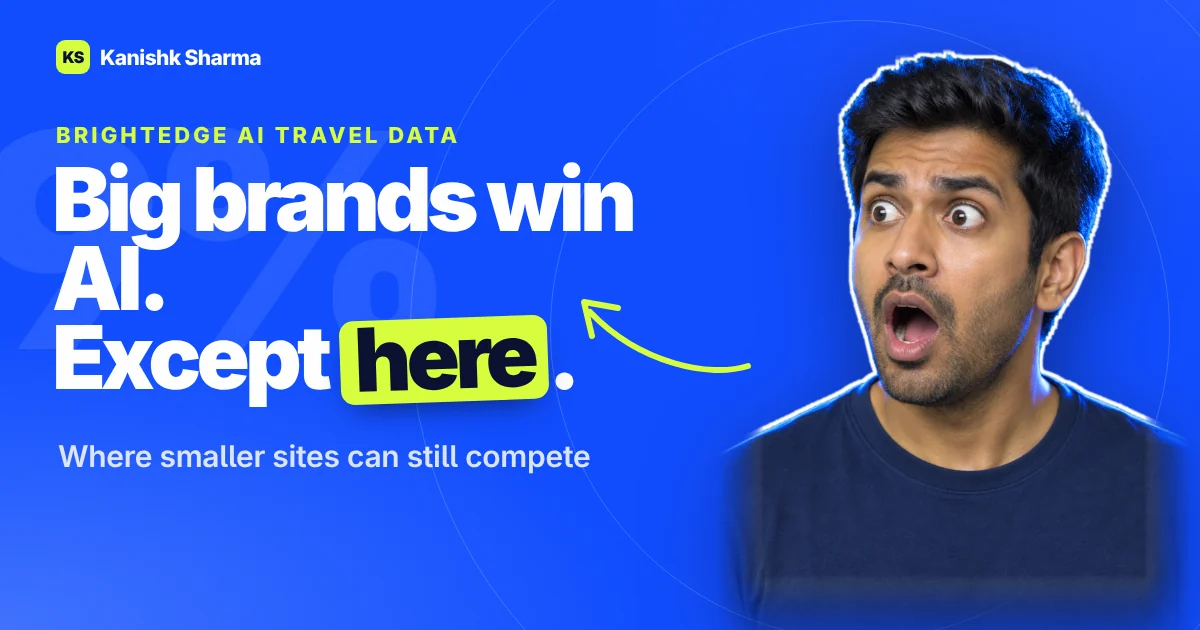 KS Kanishk Sharma
BRIGHTEDGE AI TRAVEL DATA
Big brands win
AI.
Except here.
Where smaller sites can still compete